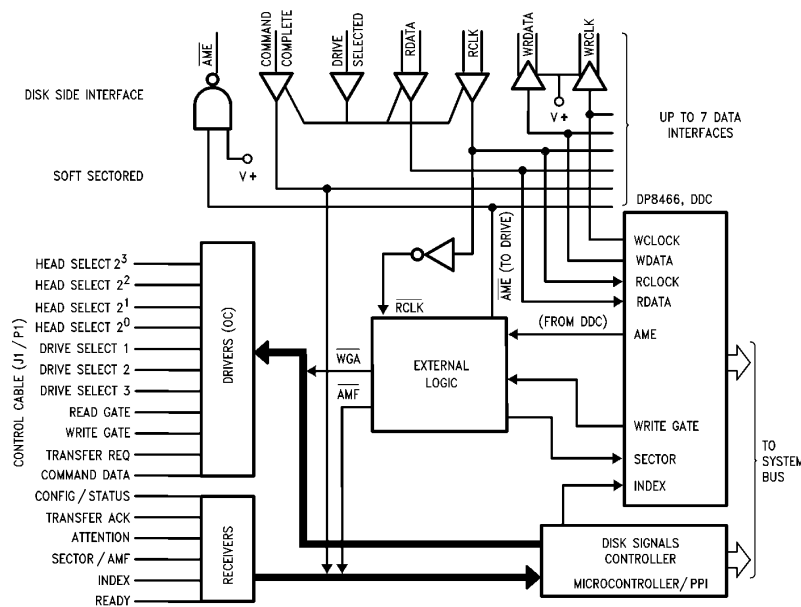 AME
COMMAND
COMPLETE
DRIVE
SELECTED
RDATA
RCLK
WRDATA
WRCLK
DISK SIDE INTERFACE
V+
UP TO 7 DATA
INTERFACES
SOFT SECTORED
V+
DP8466, DDC
CONTROL CABLE (J1 / P1)
HEAD SELECT 2³
HEAD SELECT 2²
HEAD SELECT 2¹
HEAD SELECT 2⁰
DRIVE SELECT 1
DRIVE SELECT 2
DRIVE SELECT 3
READ GATE
WRITE GATE
TRANSFER REQ
COMMAND DATA
CONFIG / STATUS
TRANSFER ACK
ATTENTION
SECTOR / AMF
INDEX
READY
DRIVERS (OC)
RECEIVERS
RCLK
AME (TO DRIVE)
WGA
AMF
EXTERNAL
LOGIC
(FROM DDC)
WCLOCK
WDATA
RCLOCK
RDATA
AME
WRITE GATE
SECTOR
INDEX
TO
SYSTEM
BUS
DISK SIGNALS
CONTROLLER
MICROCONTROLLER/PPI